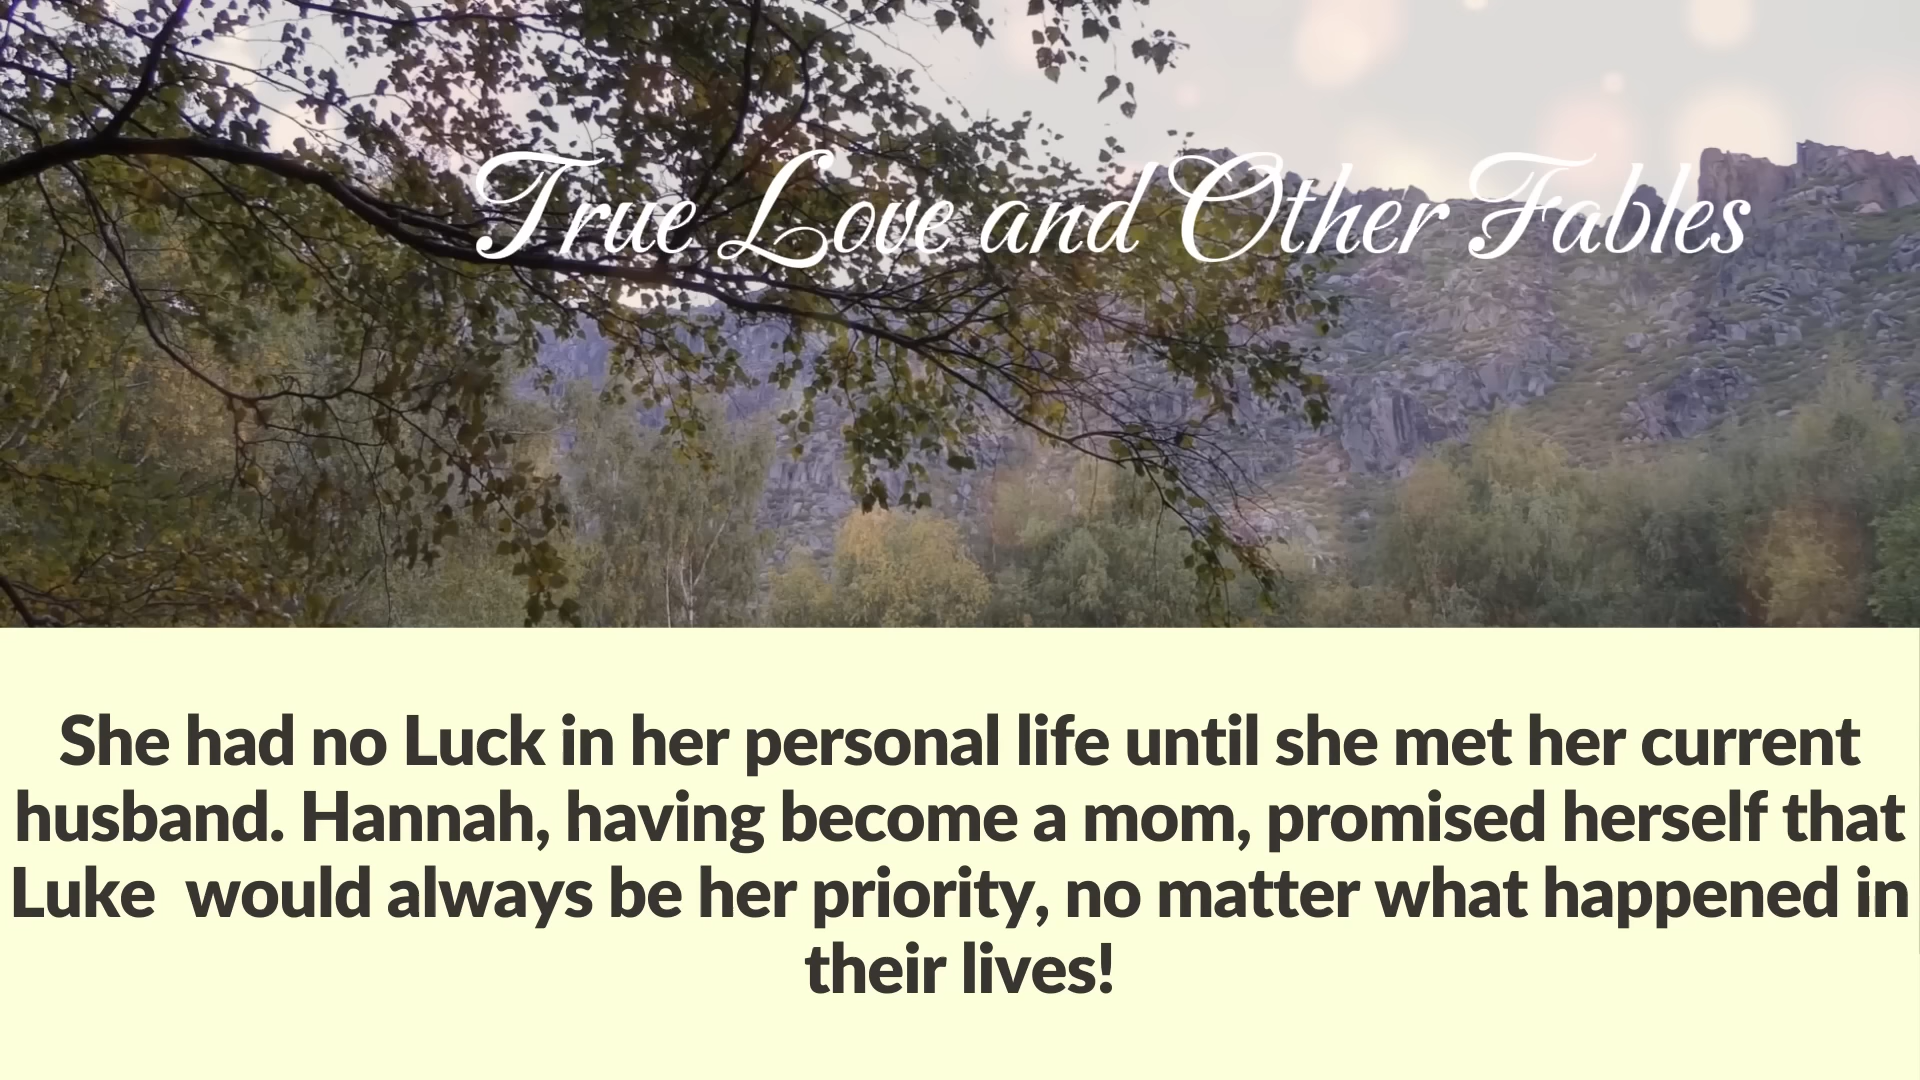 True Love and Other Fables
She had no Luck in her personal life until she met her current
husband. Hannah, having become a mom, promised herself that
Luke  would always be her priority, no matter what happened in
their lives!